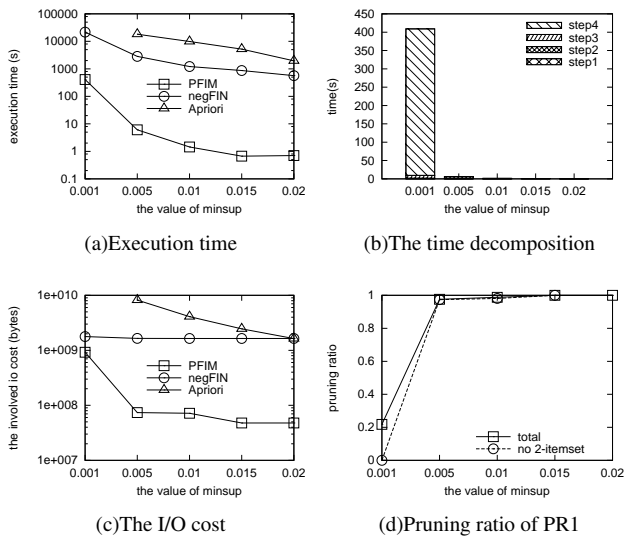 execution time (s)
100000
10000
1000
100
10
1
0.1
PFIM
negFIN
Apriori
0.001 0.005 0.01 0.015 0.02
the value of minsup
(a)Execution time
time(s)
450
400
350
300
250
200
150
100
50
0
step4
step3
step2
step1
0.001 0.005 0.01 0.015 0.02
the value of minsup
(b)The time decomposition
the involved io cost (bytes)
1e+010
1e+009
1e+008
1e+007
PFIM
negFIN
Apriori
0.001 0.005 0.01 0.015 0.02
the value of minsup
(c)The I/O cost
pruning ratio
1
0.8
0.6
0.4
0.2
0
total
no 2-itemset
0.001 0.005 0.01 0.015 0.02
the value of minsup
(d)Pruning ratio of PR1